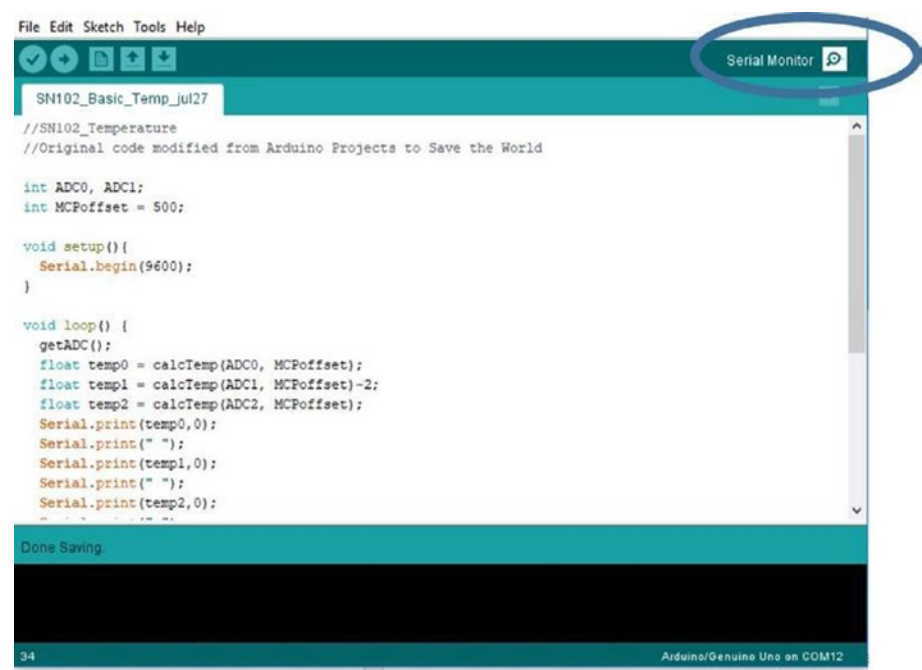 File Edit Sketch Tools Help
Serial Monitor
SN102_Basic_Temp_jul27
//SN102_Temperature
//Original code modified from Arduino Projects to Save the World
int ADC0, ADC1;
int MCPoffset = 500;
void setup(){
Serial.begin(9600);
}
void loop() {
getADC();
float temp0 = calcTemp(ADC0, MCPoffset);
float temp1 = calcTemp(ADC1, MCPoffset)-2;
float temp2 = calcTemp(ADC2, MCPoffset);
Serial.print(temp0,0);
Serial.print(" ");
Serial.print(temp1,0);
Serial.print(" ");
Serial.print(temp2,0);
Done Saving.
34
Arduino/Genuino Uno on COM12